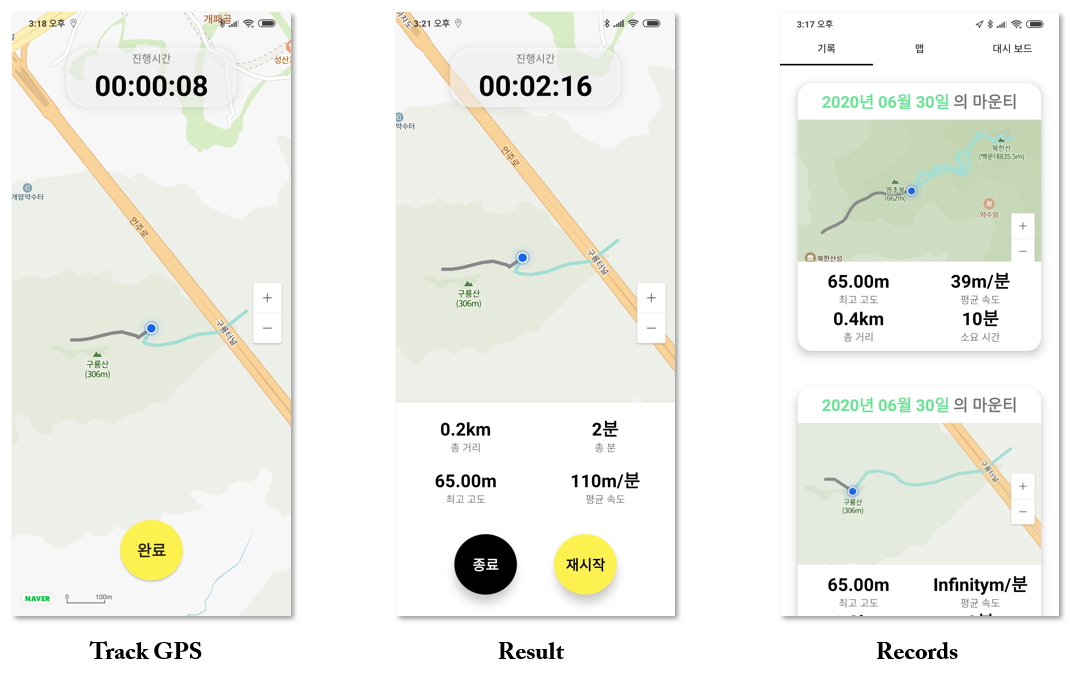 3:18 오후
개패골
성산
진행시간
00:00:08
개암약수터
언주로
구룡터널
구룡산
(306m)
+
−
완료
NAVER
0 100m
Track GPS
3:21 오후
진행시간
00:02:16
약수터
언주로
구룡터널
구룡산
(306m)
+
−
0.2km 2분
총 거리 총 분
65.00m 110m/분
최고 고도 평균 속도
종료 재시작
Result
3:17 오후
기록 맵 대시 보드
2020년 06월 30일 의 마운티
북한산
(백운대835.5m)
염초봉
(662m)
약수암
북한산성
+
−
65.00m 39m/분
최고 고도 평균 속도
0.4km 10분
총 거리 소요 시간
2020년 06월 30일 의 마운티
구룡터널
구룡산
(306m)
+
−
65.00m Infinitym/분
최고 고도 평균 속도
Records